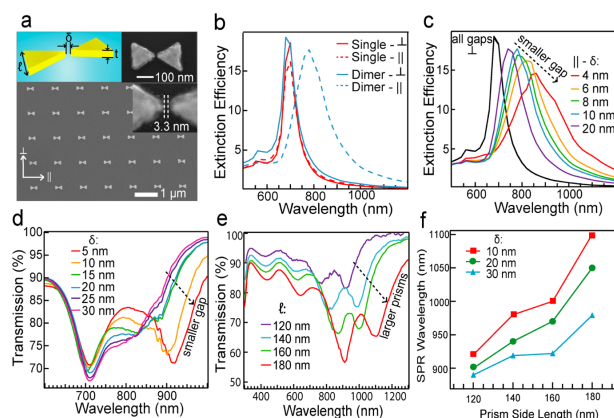 a
δ
t
ℓ
100 nm
3.3 nm
⊥
||
1 µm
b
Extinction Efficiency
15
10
5
Single - ⊥
Single - ||
Dimer - ⊥
Dimer - ||
600 800 1000
Wavelength (nm)
c
Extinction Efficiency
15
10
5
all gaps
⊥
smaller gap
|| - δ:
4 nm
6 nm
8 nm
10 nm
20 nm
600 800 1000
Wavelength (nm)
d
Transmission (%)
100
95
90
85
80
75
70
δ:
5 nm
10 nm
15 nm
20 nm
25 nm
30 nm
smaller gap
700 800 900
Wavelength (nm)
e
Transmission (%)
100
90
80
70
60
50
ℓ:
120 nm
140 nm
160 nm
180 nm
larger prisms
400 600 800 1000 1200
Wavelength (nm)
f
SPR Wavelength (nm)
1100
1050
1000
950
900
10 nm
20 nm
30 nm
120 140 160 180
Prism Side Length (nm)